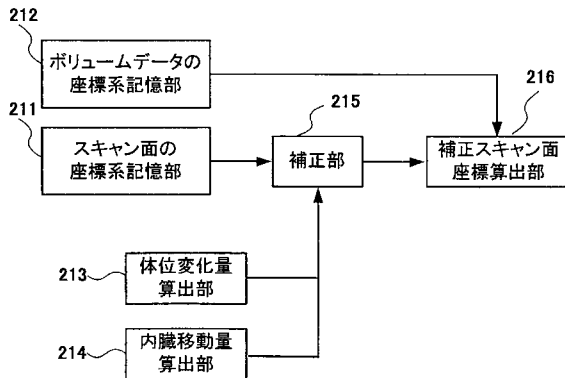 212
ボリュームデータの
座標系記憶部
211
スキャン面の
座標系記憶部
215
補正部
216
補正スキャン面
座標算出部
213
体位変化量
算出部
214
内臓移動量
算出部